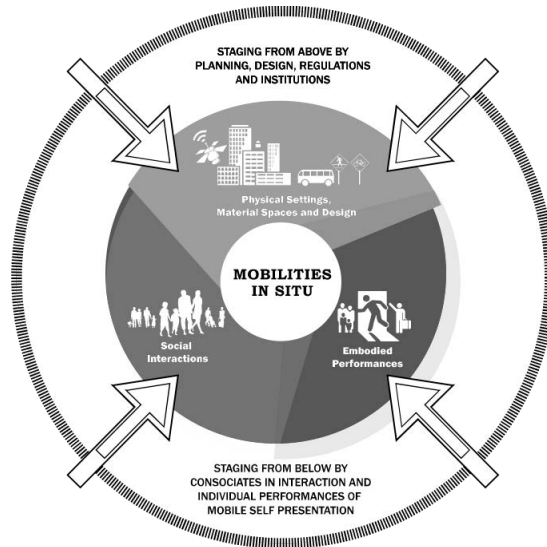 STAGING FROM ABOVE BY
PLANNING, DESIGN, REGULATIONS
AND INSTITUTIONS
Physical Settings,
Material Spaces and Design
MOBILITIES
IN SITU
Social
Interactions
Embodied
Performances
STAGING FROM BELOW BY
CONSOCIATES IN INTERACTION AND
INDIVIDUAL PERFORMANCES OF
MOBILE SELF PRESENTATION